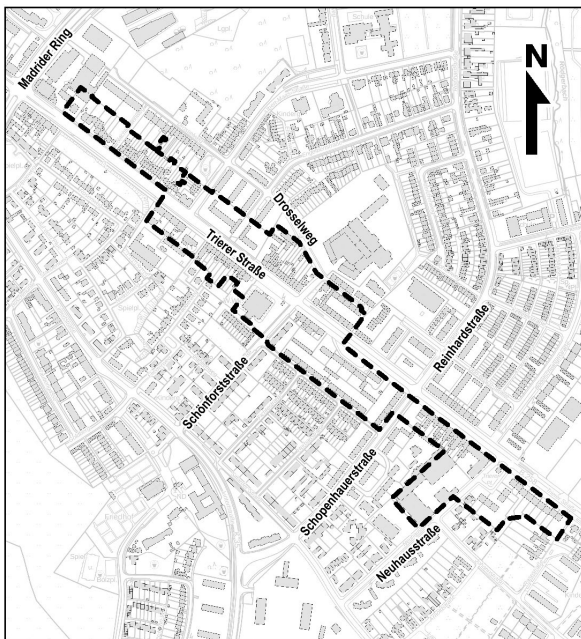 Madrider Ring
N
Drosselweg
Trierer Straße
Reinhardstraße
Schönforststraße
Schopenhauerstraße
Neuhausstraße